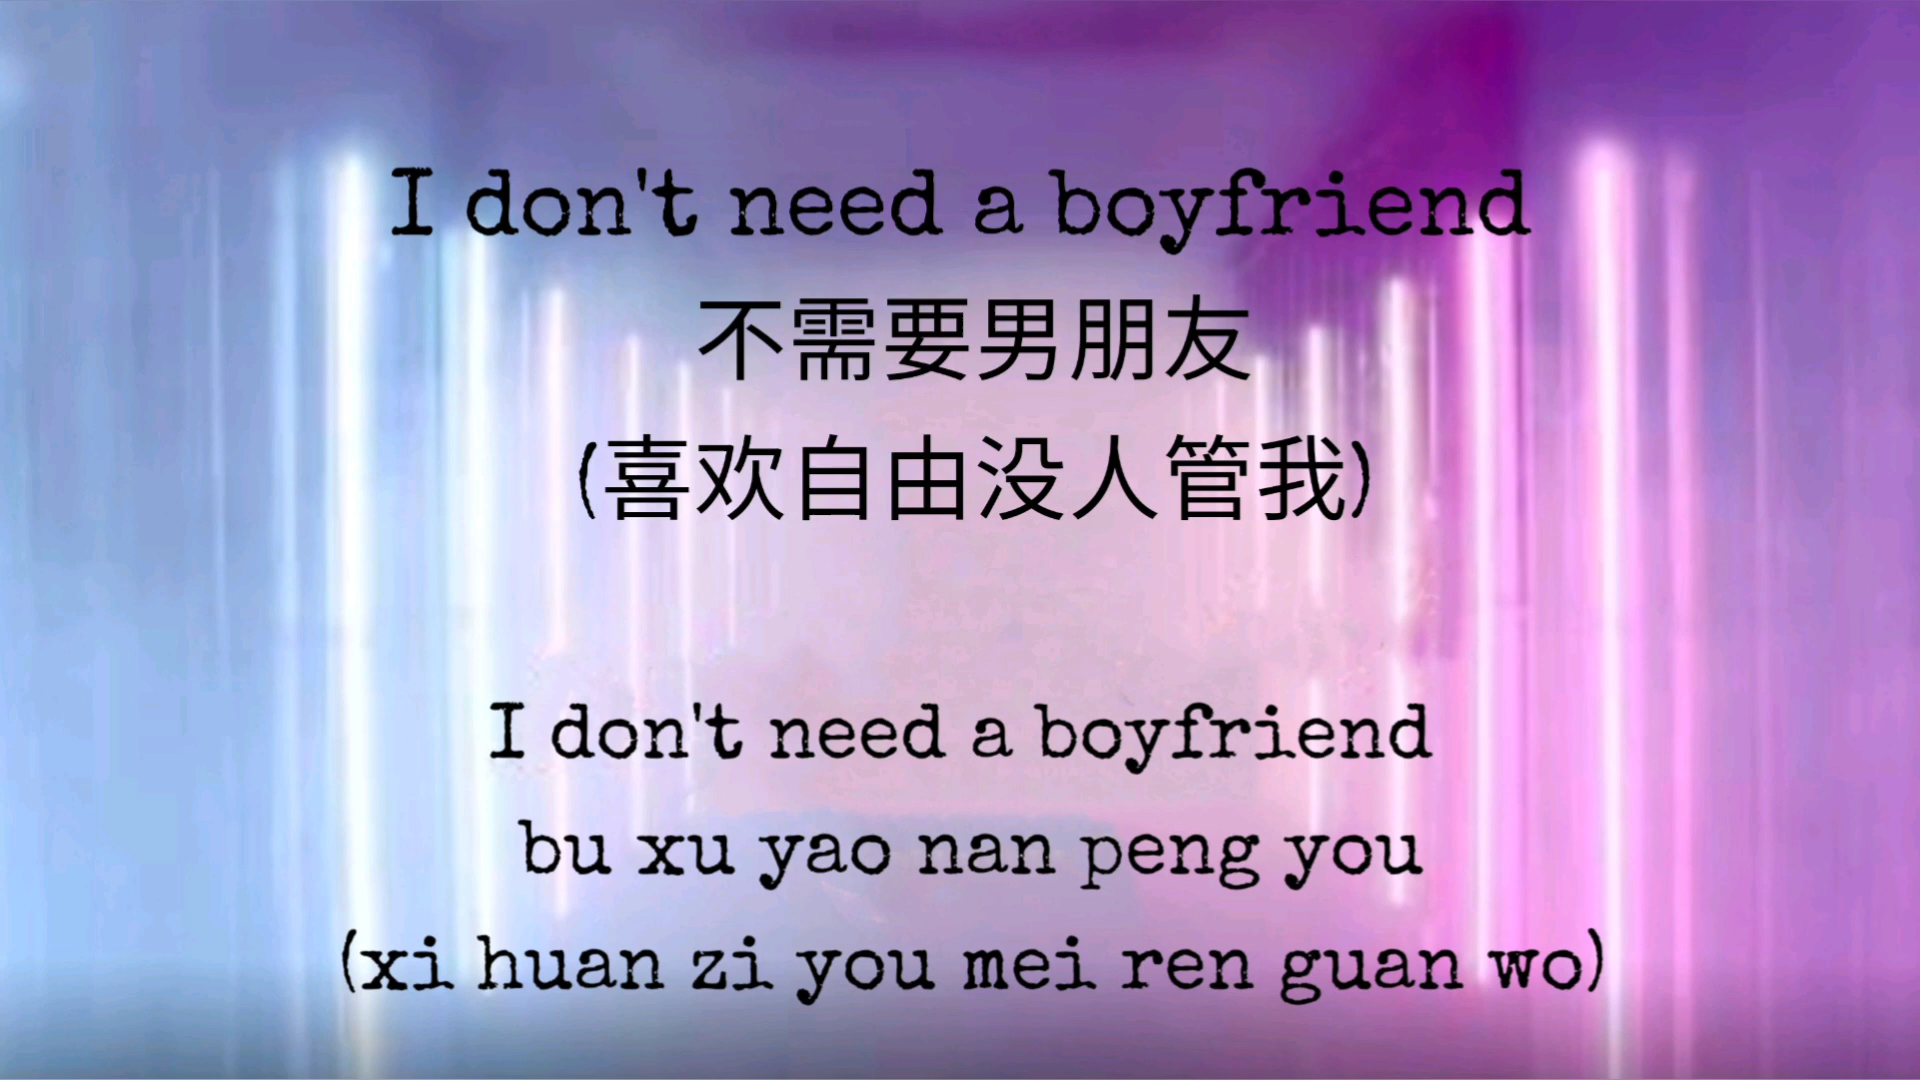 I don't need a boyfriend
不需要男朋友
(喜欢自由没人管我)
I don't need a boyfriend
bu xu yao nan peng you
(xi huan zi you mei ren guan wo)